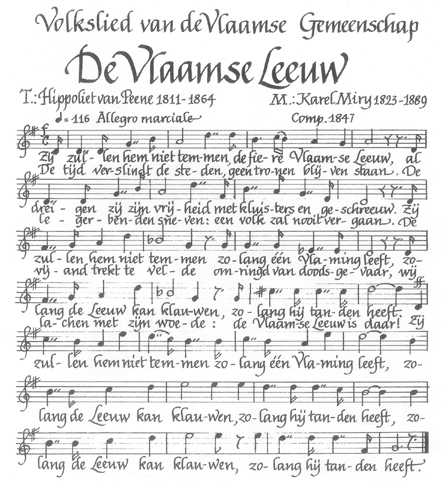 Volkslied van de Vlaamse Gemeenschap
De Vlaamse Leeuw
T.: Hippoliet van Peene 1811-1864 M.: Karel Miry 1823-1889
♩= 116 Allegro marciale Comp. 1847
Zij zul-len hem niet tem-men, de fie-re Vlaam-se Leeuw, al
De tijd ver-slindt de ste-den, geen tro-nen blij-ven staan. De
drei-gen zij zijn vrij-heid met kluis-ters en ge-schreeuw. Zij
le-ger-ben-den sne-ven: een volk zal nooit ver-gaan. De
zul-len hem niet tem-men zo-lang één Vla-ming leeft, zo-
vij-and trekt te vel-de om-ringd van doods-ge-vaar, wij
lang de Leeuw kan klau-wen, zo-lang hij tan-den heeft.
la-chen met zijn woe-de: de Vlaam-se Leeuw is daar! Zij
zul-len hem niet tem-men zo-lang één Vla-ming leeft, zo-
lang de Leeuw kan klau-wen, zo-lang hij tan-den heeft, zo-
lang de Leeuw kan klau-wen, zo-lang hij tan-den heeft.